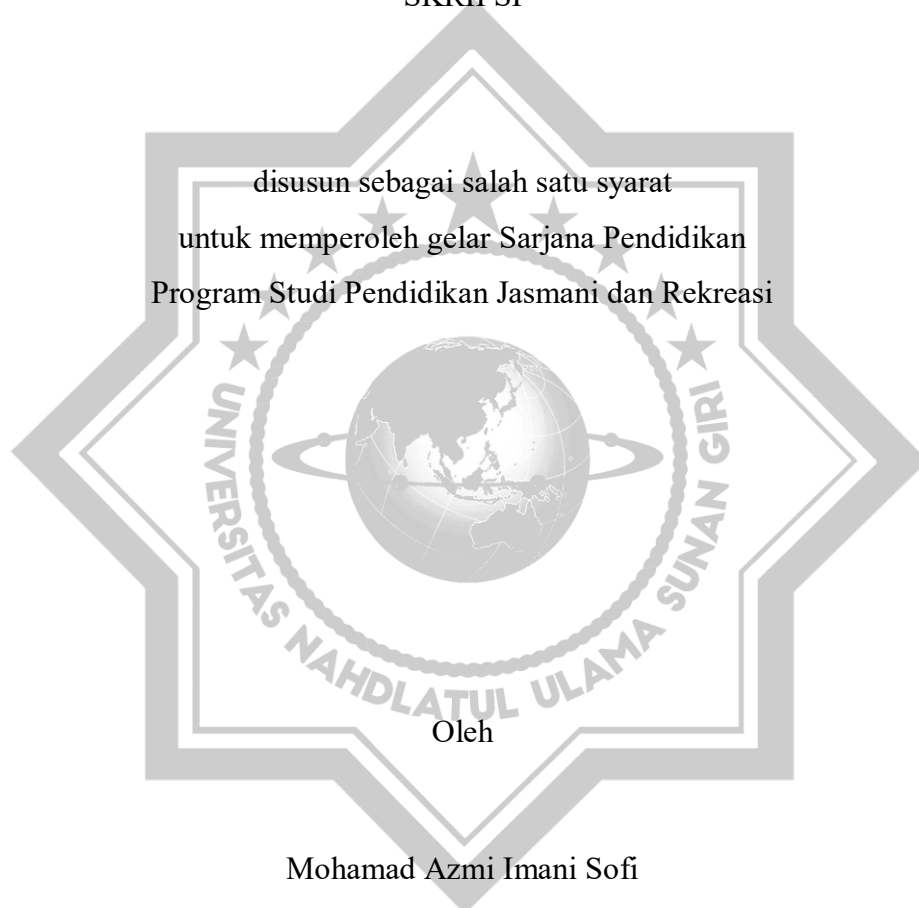 SKRIPSI
disusun sebagai salah satu syarat
untuk memperoleh gelar Sarjana Pendidikan
Program Studi Pendidikan Jasmani dan Rekreasi
UNIVERSITAS NAHDLATUL ULAMA SUNAN GIRI
Oleh
Mohamad Azmi Imani Sofi